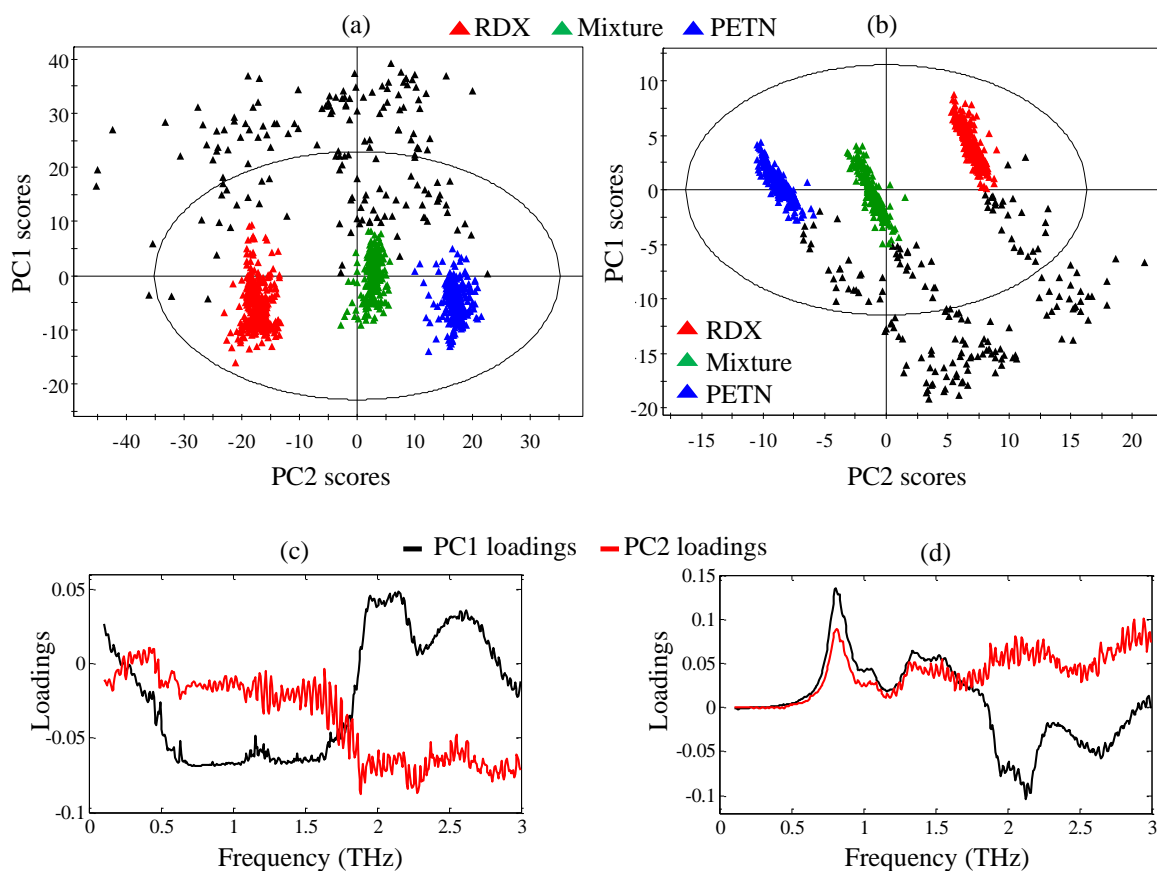 (a) RDX Mixture PETN (b)
40
30
20
10
0
-10
-20
PC1 scores
-40 -30 -20 -10 0 10 20 30
PC2 scores
10
5
0
-5
-10
-15
-20
PC1 scores
RDX
Mixture
PETN
-15 -10 -5 0 5 10 15 20
PC2 scores
(c) PC1 loadings PC2 loadings (d)
0.05
0
-0.05
-0.1
Loadings
0 0.5 1 1.5 2 2.5 3
Frequency (THz)
0.15
0.1
0.05
0
-0.05
-0.1
Loadings
0 0.5 1 1.5 2 2.5 3
Frequency (THz)